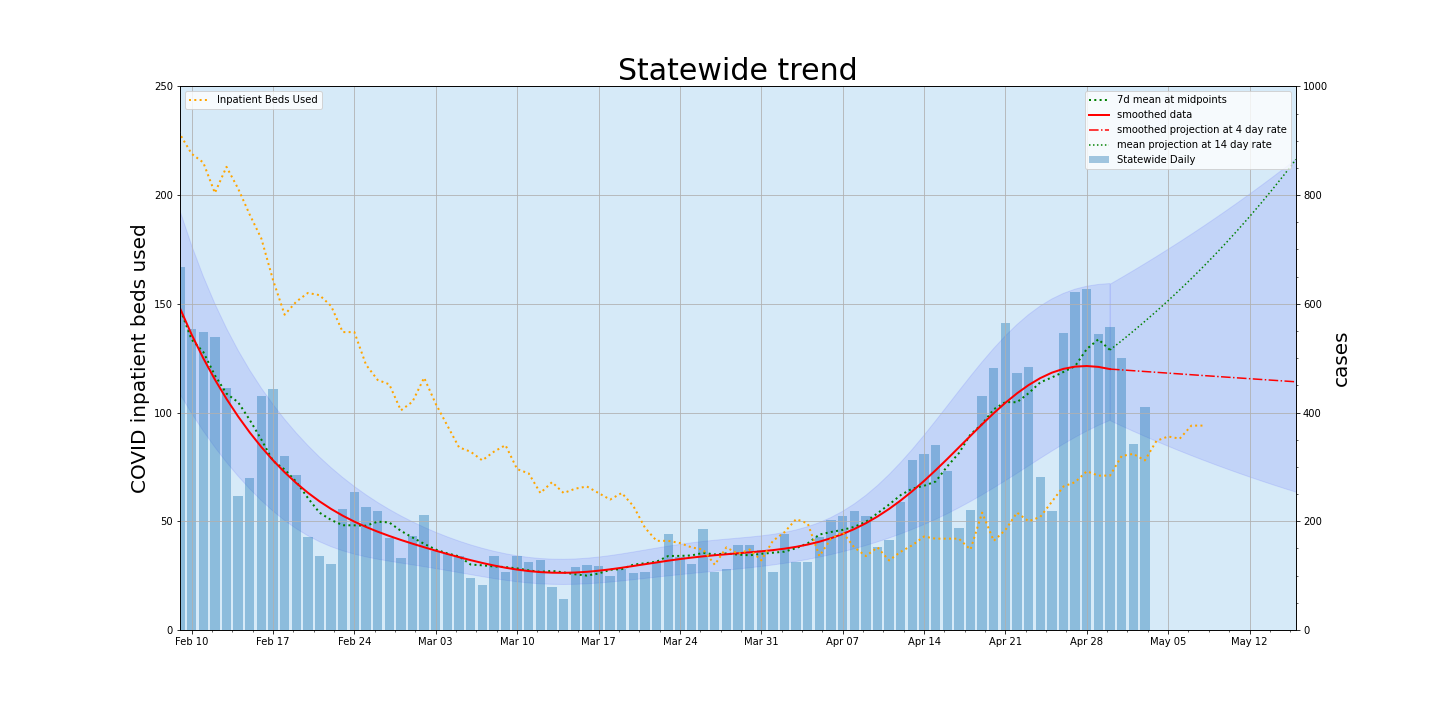 Statewide trend
Inpatient Beds Used
7d mean at midpoints
smoothed data
smoothed projection at 4 day rate
mean projection at 14 day rate
Statewide Daily
COVID inpatient beds used
250
200
150
100
50
0
cases
1000
800
600
400
200
0
Feb 10 Feb 17 Feb 24 Mar 03 Mar 10 Mar 17 Mar 24 Mar 31 Apr 07 Apr 14 Apr 21 Apr 28 May 05 May 12